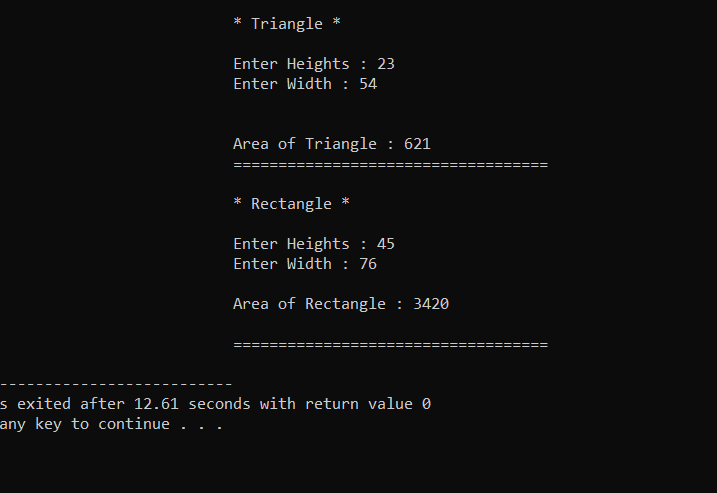 * Triangle *
Enter Heights : 23
Enter Width : 54
Area of Triangle : 621
===================================
* Rectangle *
Enter Heights : 45
Enter Width : 76
Area of Rectangle : 3420
===================================
--------------------------
s exited after 12.61 seconds with return value 0
any key to continue . . .